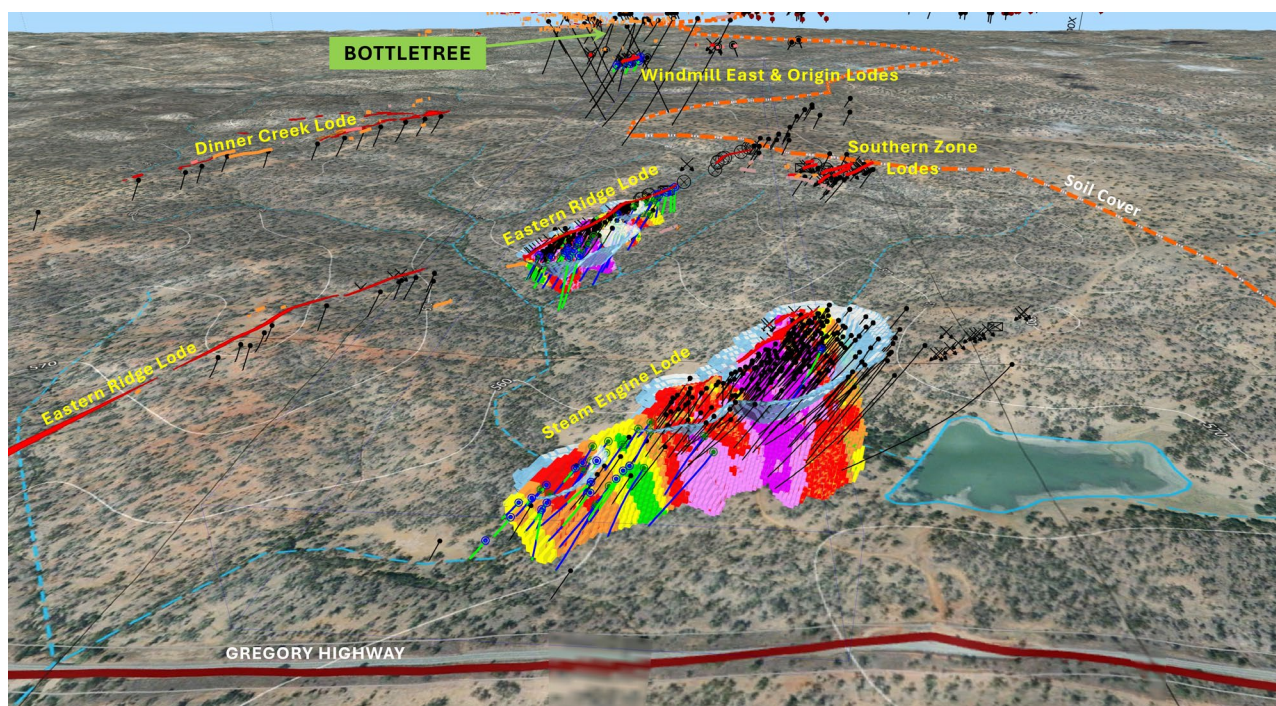 BOTTLETREE
Windmill East & Origin Lodes
Dinner Creek Lode
Southern Zone
Lodes
Eastern Ridge Lode
Soil Cover
Eastern Ridge Lode
Steam Engine Lode
570
GREGORY HIGHWAY